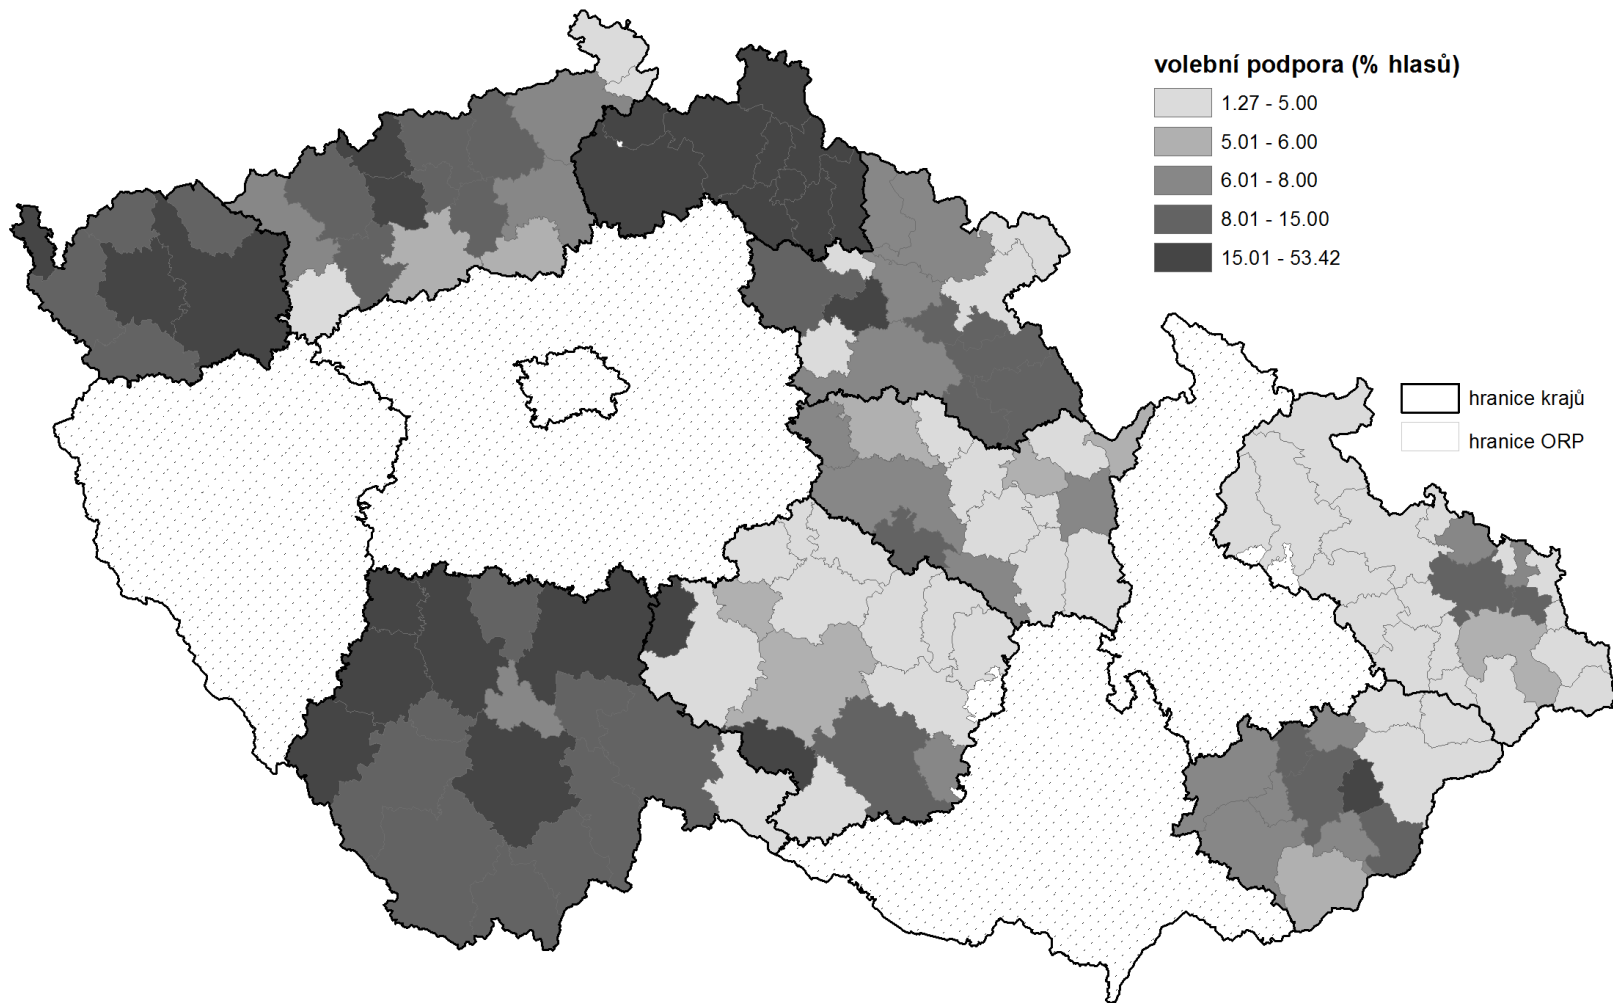 volební podpora (% hlasů)
1.27 - 5.00
5.01 - 6.00
6.01 - 8.00
8.01 - 15.00
15.01 - 53.42
hranice krajů
hranice ORP